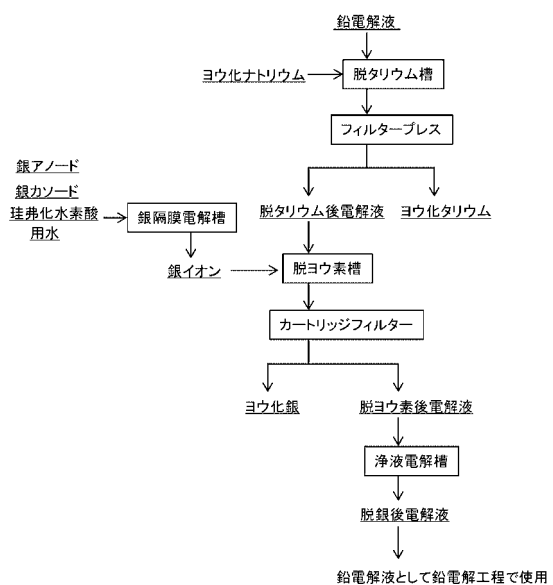 鉛電解液
ヨウ化ナトリウム
脱タリウム槽
フィルタープレス
銀アノード
銀カソード
珪弗化水素酸
用水
銀隔膜電解槽
脱タリウム後電解液
ヨウ化タリウム
銀イオン
脱ヨウ素槽
カートリッジフィルター
ヨウ化銀
脱ヨウ素後電解液
浄液電解槽
脱銀後電解液
鉛電解液として鉛電解工程で使用